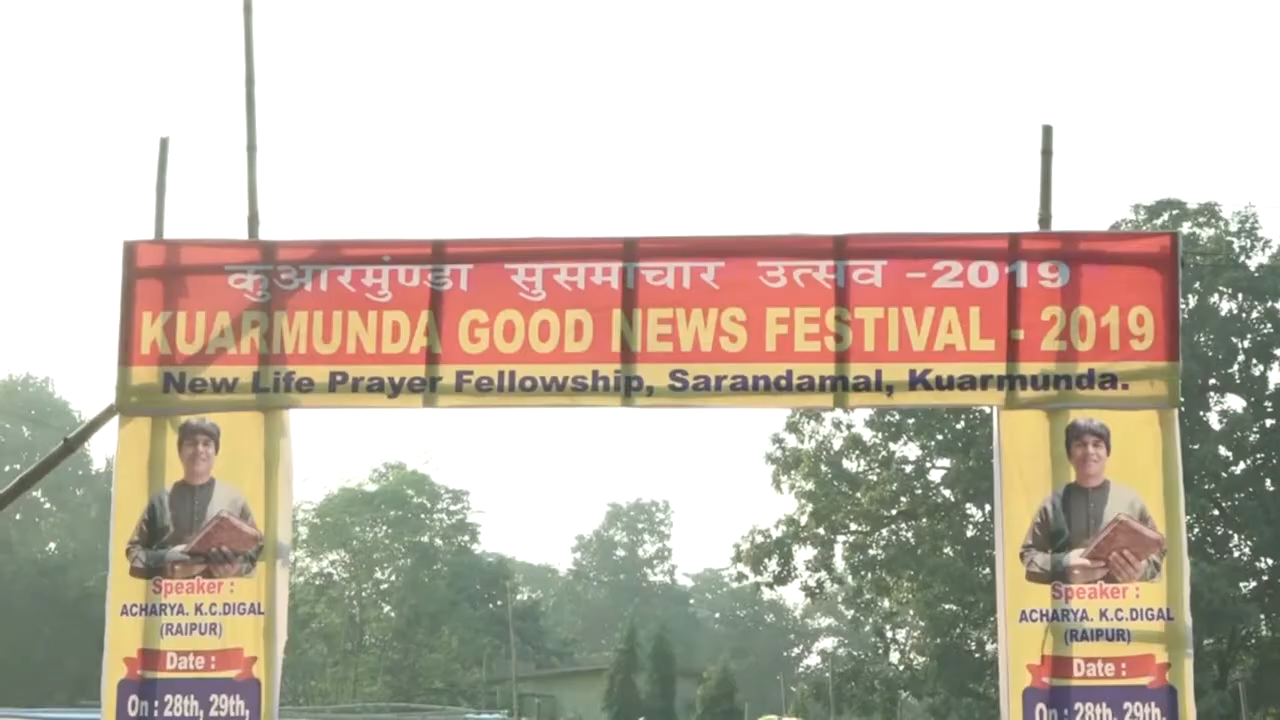 कुआरमुंण्डा सुसमाचार उत्सव -2019
KUARMUNDA GOOD NEWS FESTIVAL - 2019
New Life Prayer Fellowship, Sarandamal, Kuarmunda.
Speaker :
ACHARYA. K.C.DIGAL
(RAIPUR)
Date :
On : 28th, 29th,
Speaker :
ACHARYA. K.C.DIGAL
(RAIPUR)
Date :
On : 28th, 29th,